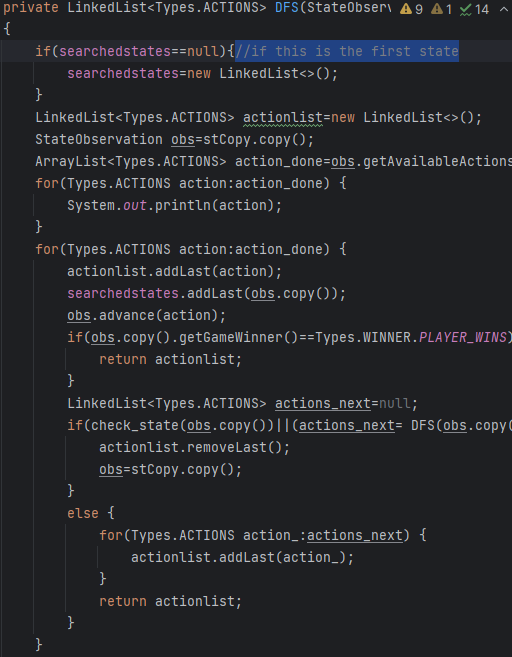 private LinkedList<Types.ACTIONS> DFS(StateObserv 9 1 14
{
    if(searchedstates==null){//if this is the first state
        searchedstates=new LinkedList<>();
    }
    LinkedList<Types.ACTIONS> actionlist=new LinkedList<>();
    StateObservation obs=stCopy.copy();
    ArrayList<Types.ACTIONS> action_done=obs.getAvailableActions
    for(Types.ACTIONS action:action_done) {
        System.out.println(action);
    }
    for(Types.ACTIONS action:action_done) {
        actionlist.addLast(action);
        searchedstates.addLast(obs.copy());
        obs.advance(action);
        if(obs.copy().getGameWinner()==Types.WINNER.PLAYER_WINS)
            return actionlist;
        }
        LinkedList<Types.ACTIONS> actions_next=null;
        if(check_state(obs.copy())||(actions_next= DFS(obs.copy(
            actionlist.removeLast();
            obs=stCopy.copy();
        }
        else {
            for(Types.ACTIONS action_:actions_next) {
                actionlist.addLast(action_);
            }
            return actionlist;
        }
    }